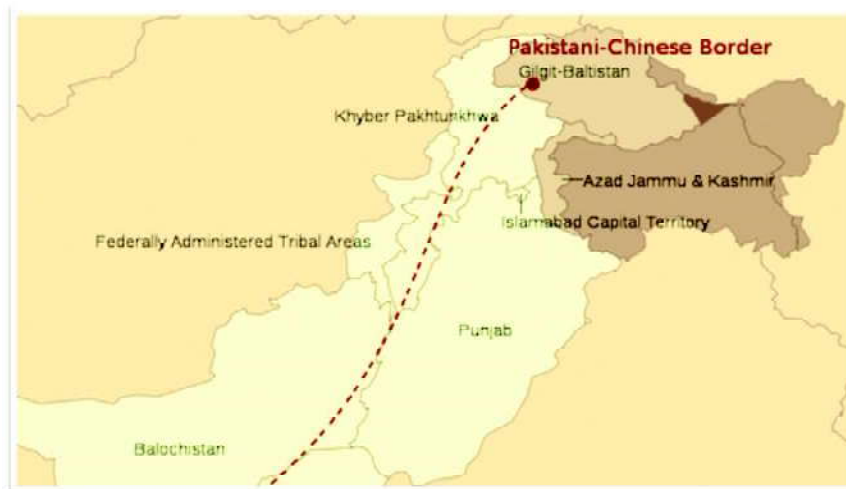 Pakistani-Chinese Border
Gilgit-Baltistan
Khyber Pakhtunkhwa
Azad Jammu & Kashmir
Islamabad Capital Territory
Federally Administered Tribal Areas
Punjab
Balochistan